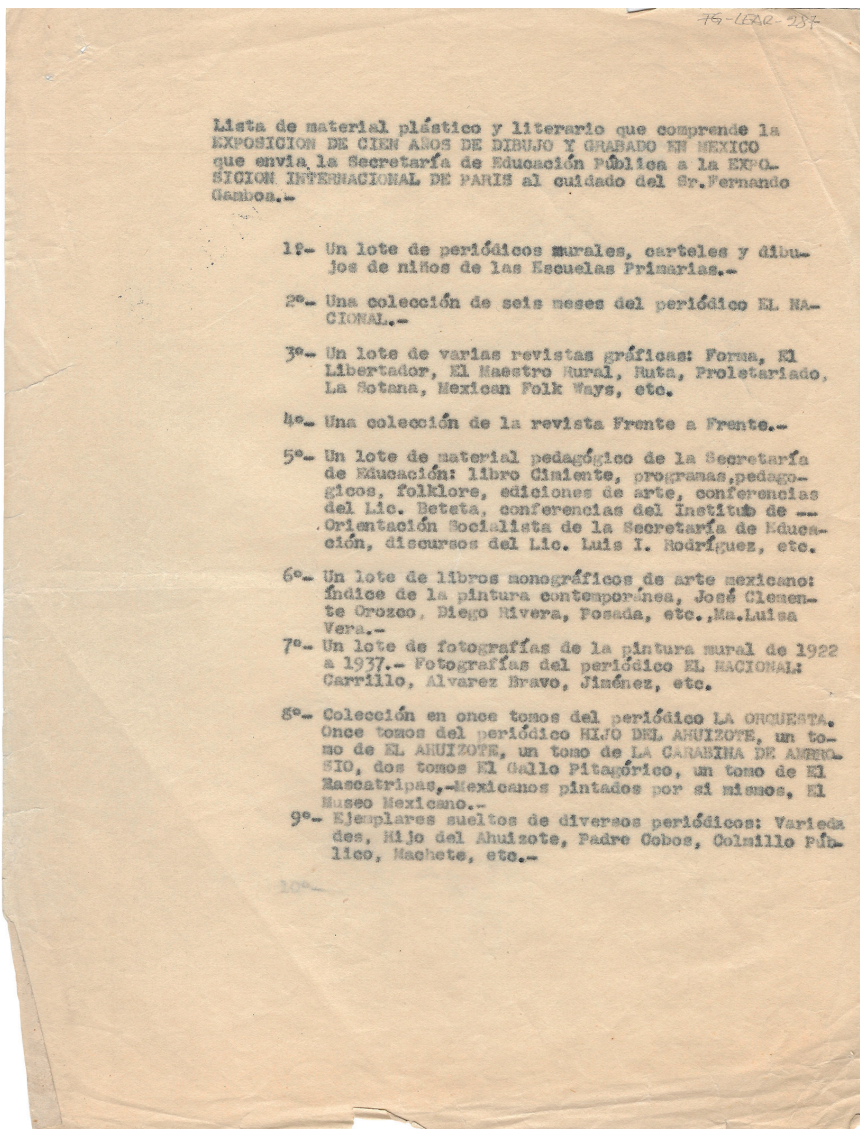 75-LEAR-287
Lista de material plástico y literario que comprende la
EXPOSICION DE CIEN AÑOS DE DIBUJO Y GRABADO EN MEXICO
que envia la Secretaría de Educación Pública a la EXPO-
SICION INTERNACIONAL DE PARIS al cuidado del Sr.Fernando
Gamboa.-
1º- Un lote de periódicos murales, carteles y dibu-
jos de niños de las Escuelas Primarias.-
2º- Una colección de seis meses del periódico EL NA-
CIONAL.-
3º- Un lote de varias revistas gráficas: Forma, El
Libertador, El Maestro Rural, Ruta, Proletariado,
La Sotana, Mexican Folk Ways, etc.
4º- Una colección de la revista Frente a Frente.-
5º- Un lote de material pedagógico de la Secretaría
de Educación: libro Cimiente, programas,pedagó-
gicos, folklore, ediciones de arte, conferencias
del Lic. Beteta, conferencias del Instituto de --
Orientación Socialista de la Secretaría de Educa-
ción, discursos del Lic. Luis I. Rodríguez, etc.
6º- Un lote de libros monográficos de arte mexicano:
índice de la pintura contemporánea, José Clemen-
te Orozco, Diego Rivera, Posada, etc.,Ma.Luisa
Vera.-
7º- Un lote de fotografías de la pintura mural de 1922
a 1937.- Fotografías del periódico EL NACIONAL:
Carrillo, Alvarez Bravo, Jiménez, etc.
8º- Colección en once tomos del periódico LA ORQUESTA.
Once tomos del periódico HIJO DEL AHUIZOTE, un to-
mo de EL AHUIZOTE, un tomo de LA CARABINA DE AMBRO-
SIO, dos tomos El Gallo Pitagórico, un tomo de El
Rascatripas,-Mexicanos pintados por si mismos, El
Museo Mexicano.-
9º- Ejemplares sueltos de diversos periódicos: Varieda
des, Hijo del Ahuizote, Padre Cobos, Colmillo Púb-
lico, Machete, etc.-
10º-